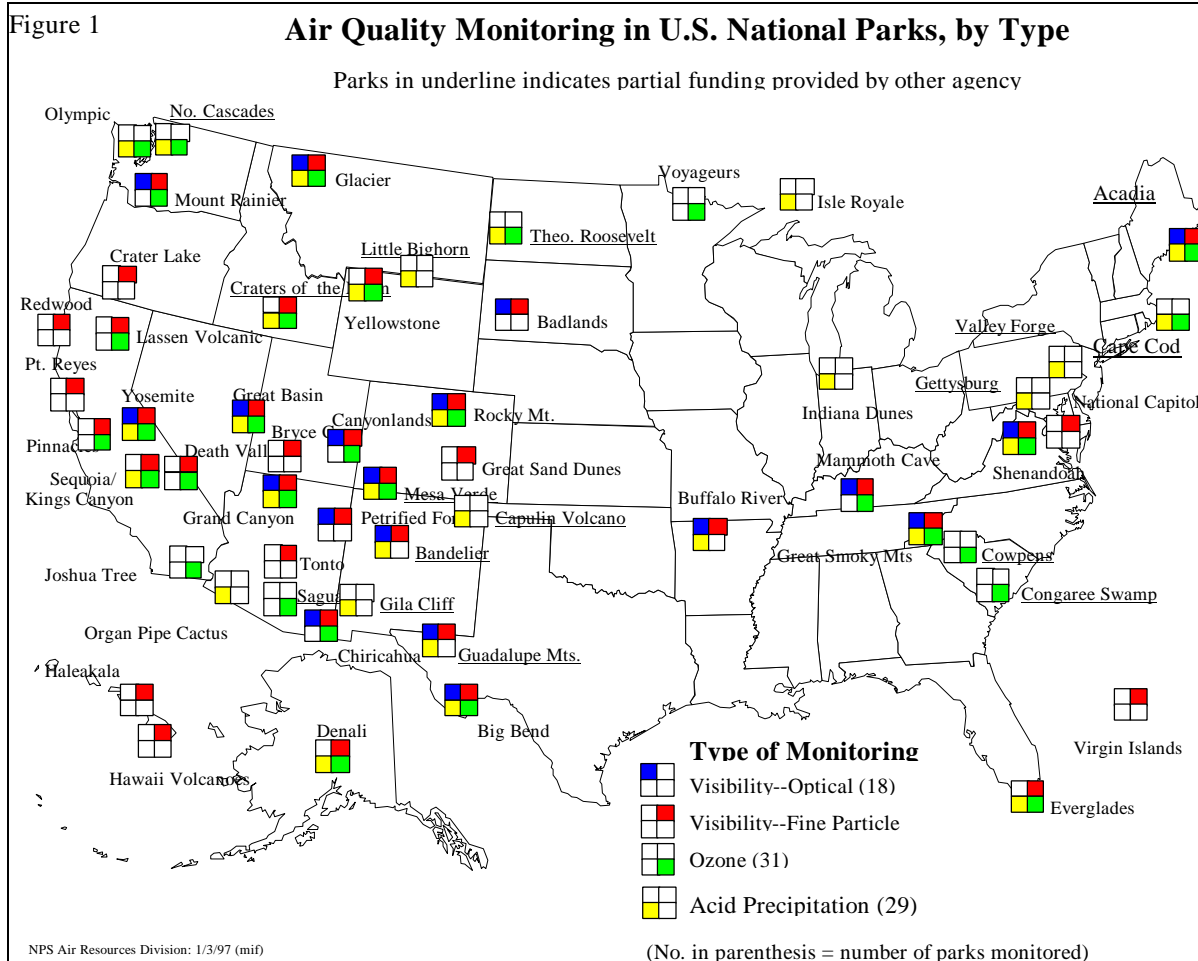 Figure 1
Air Quality Monitoring in U.S. National Parks, by Type
Parks in underline indicates partial funding provided by other agency
Olympic
No. Cascades
Mount Rainier
Glacier
Voyageurs
Isle Royale
Acadia
Theo. Roosevelt
Little Bighorn
Crater Lake
Craters of the
Redwood
Lassen Volcanic
Yellowstone
Badlands
Valley Forge
Cape Cod
Pt. Reyes
Yosemite
Great Basin
Canyonlands
Rocky Mt.
Gettysburg
National Capitol
Indiana Dunes
Bryce
Death Vall
Great Sand Dunes
Mammoth Cave
Shenandoah
Sequoia/
Kings Canyon
Mesa Verde
Grand Canyon
Petrified For
Capulin Volcano
Buffalo River
Bandelier
Great Smoky Mts
Cowpens
Joshua Tree
Tonto
Sagu
Gila Cliff
Congaree Swamp
Organ Pipe Cactus
Chiricahua
Guadalupe Mts.
Haleakala
Denali
Big Bend
Virgin Islands
Hawaii Volcanoes
Everglades
Type of Monitoring
Visibility--Optical (18)
Visibility--Fine Particle
Ozone (31)
Acid Precipitation (29)
NPS Air Resources Division: 1/3/97 (mif)
(No. in parenthesis = number of parks monitored)